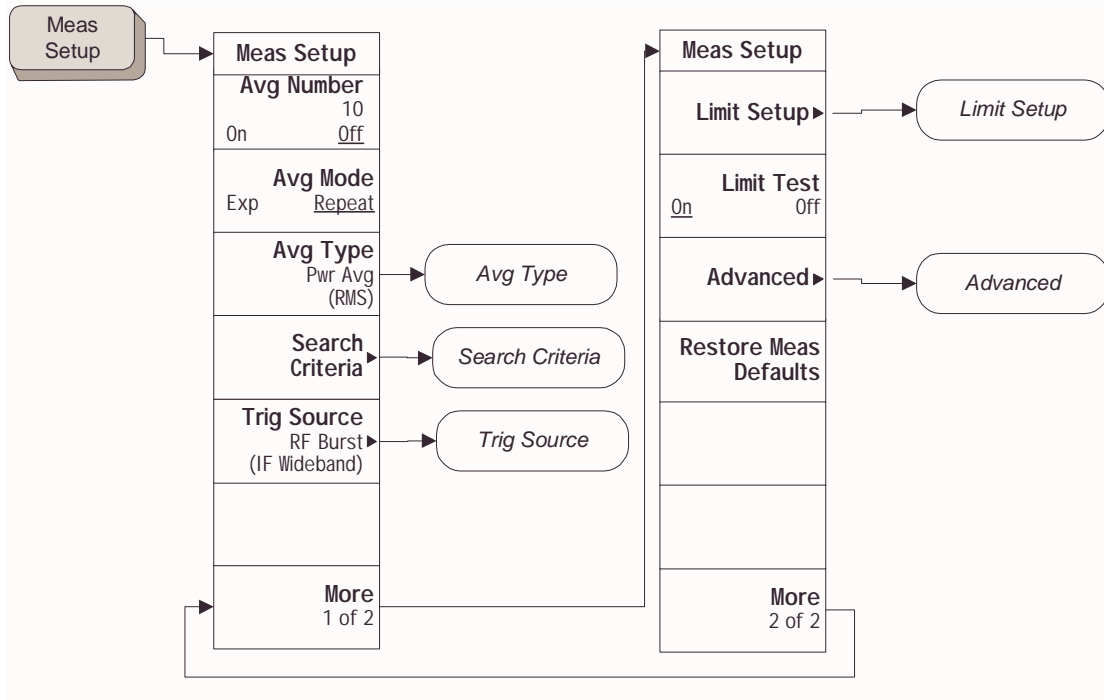 Meas
Setup
Meas Setup
Avg Number
10
On Off
Avg Mode
Exp Repeat
Avg Type
Pwr Avg
(RMS)
Avg Type
Search
Criteria
Search Criteria
Trig Source
RF Burst
(IF Wideband)
Trig Source
More
1 of 2
Meas Setup
Limit Setup
Limit Setup
Limit Test
On Off
Advanced
Advanced
Restore Meas
Defaults
More
2 of 2